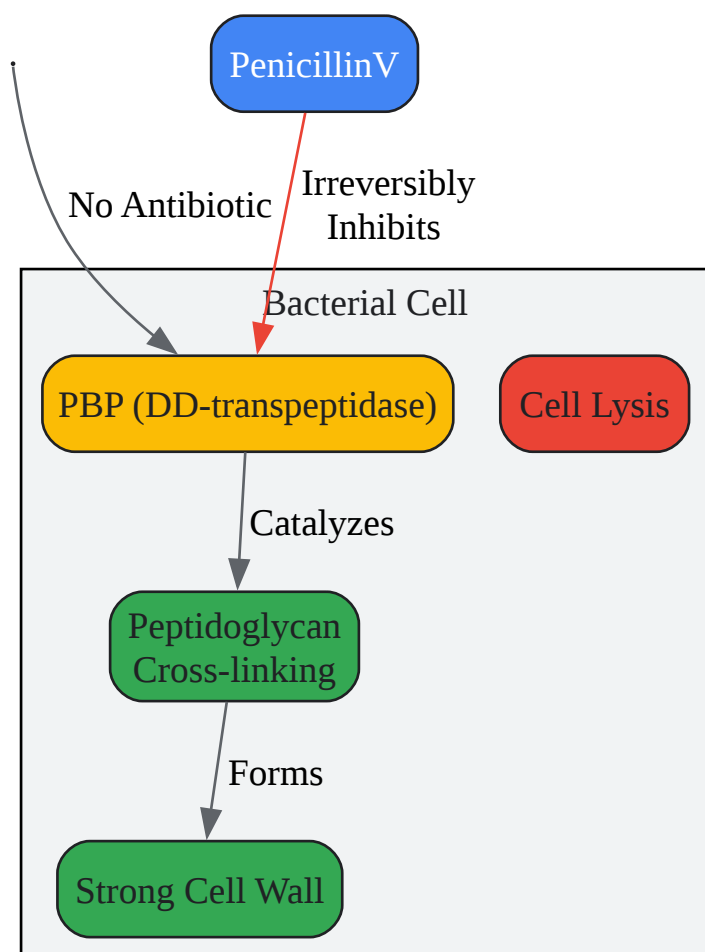 PenicillinV
No Antibiotic
Irreversibly
Inhibits
Bacterial Cell
PBP (DD-transpeptidase)
Cell Lysis
Catalyzes
Peptidoglycan
Cross-linking
Forms
Strong Cell Wall